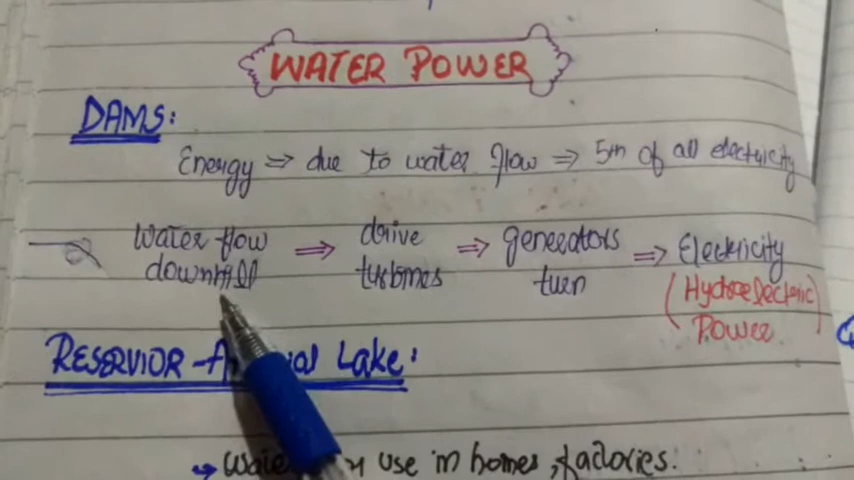 WATER POWER
DAMS:
Energy ⇒ due to water flow ⇒ 5th of all electricity
Water flow downhill ⇒ drive turbines ⇒ generators turn ⇒ Electricity
(Hydroelectric Power)
RESERVIOR - Lake:
→ use in homes, factories.